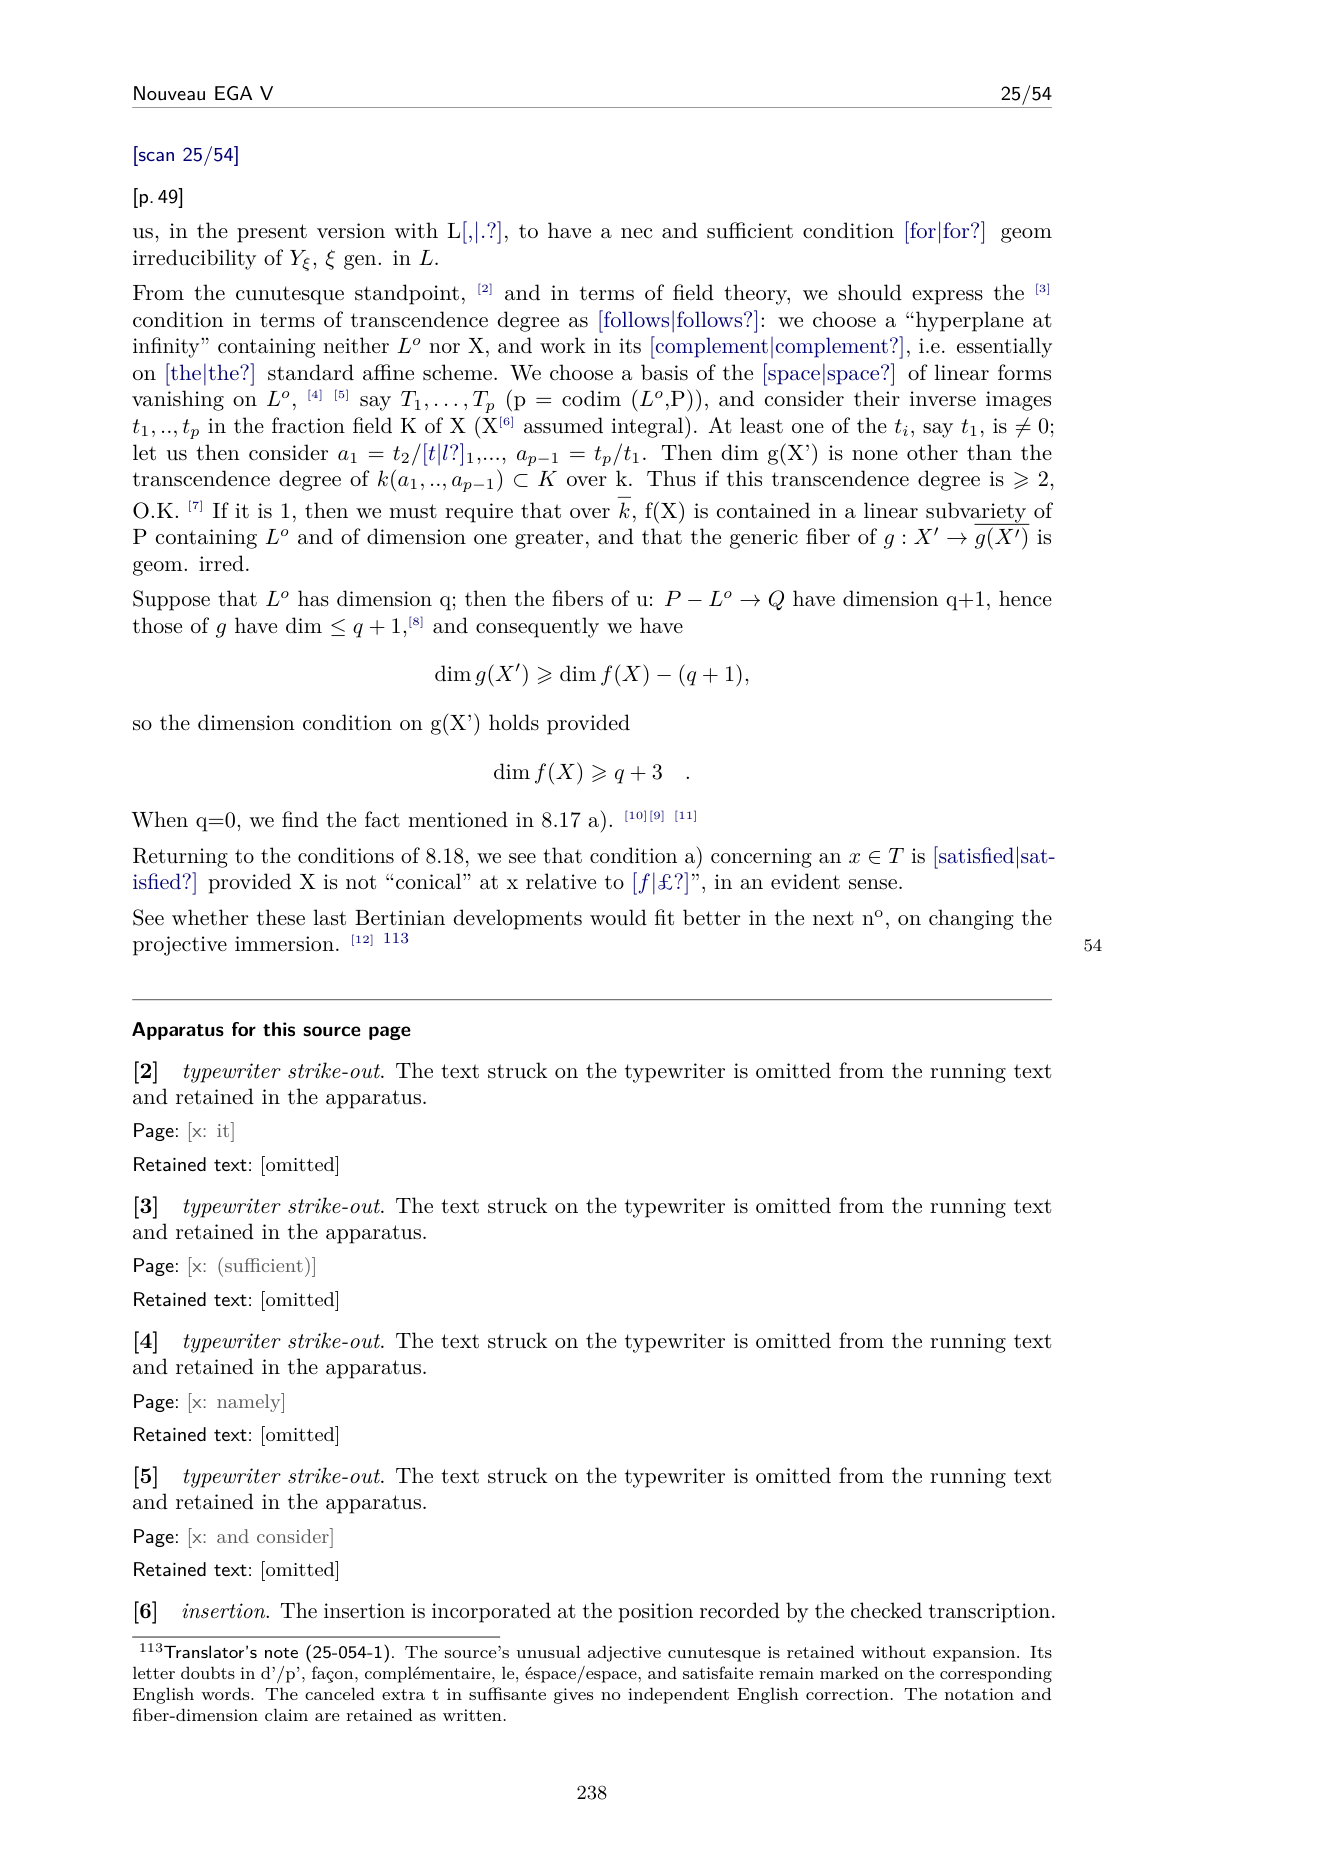 Nouveau EGA V 25/54
[scan 25/54]
[p. 49]
us, in the present version with L[,|.?], to have a nec and sufficient condition [for|for?] geom
irreducibility of Y_ξ, ξ gen. in L.
From the cunutesque standpoint, [2] and in terms of field theory, we should express the [3]
condition in terms of transcendence degree as [follows|follows?]: we choose a “hyperplane at
infinity” containing neither L^o nor X, and work in its [complement|complement?], i.e. essentially
on [the|the?] standard affine scheme. We choose a basis of the [space|space?] of linear forms
vanishing on L^o, [4] [5] say T_1, . . . , T_p (p = codim (L^o,P)), and consider their inverse images
t_1, .., t_p in the fraction field K of X (X[6] assumed integral). At least one of the t_i, say t_1, is ≠ 0;
let us then consider a_1 = t_2/[t|l?]_1,..., a_{p−1} = t_p/t_1. Then dim g(X’) is none other than the
transcendence degree of k(a_1, .., a_{p−1}) ⊂ K over k. Thus if this transcendence degree is ⩾ 2,
O.K. [7] If it is 1, then we must require that over k̅, f(X) is contained in a linear subvariety of
P containing L^o and of dimension one greater, and that the generic fiber of g : X′ → \overline{g(X′)} is
geom. irred.
Suppose that L^o has dimension q; then the fibers of u: P − L^o → Q have dimension q+1, hence
those of g have dim ≤ q + 1,[8] and consequently we have
dim g(X′) ⩾ dim f(X) − (q + 1),
so the dimension condition on g(X’) holds provided
dim f(X) ⩾ q + 3 .
When q=0, we find the fact mentioned in 8.17 a). [10][9] [11]
Returning to the conditions of 8.18, we see that condition a) concerning an x ∈ T is [satisfied|sat-
isfied?] provided X is not “conical” at x relative to [f|£?]”, in an evident sense.
See whether these last Bertinian developments would fit better in the next nº, on changing the
projective immersion. [12] 113 54
Apparatus for this source page
[2] typewriter strike-out. The text struck on the typewriter is omitted from the running text
and retained in the apparatus.
Page: [x: it]
Retained text: [omitted]
[3] typewriter strike-out. The text struck on the typewriter is omitted from the running text
and retained in the apparatus.
Page: [x: (sufficient)]
Retained text: [omitted]
[4] typewriter strike-out. The text struck on the typewriter is omitted from the running text
and retained in the apparatus.
Page: [x: namely]
Retained text: [omitted]
[5] typewriter strike-out. The text struck on the typewriter is omitted from the running text
and retained in the apparatus.
Page: [x: and consider]
Retained text: [omitted]
[6] insertion. The insertion is incorporated at the position recorded by the checked transcription.
113Translator’s note (25-054-1). The source’s unusual adjective cunutesque is retained without expansion. Its
letter doubts in d’/p’, façon, complémentaire, le, éspace/espace, and satisfaite remain marked on the corresponding
English words. The canceled extra t in suffisante gives no independent English correction. The notation and
fiber-dimension claim are retained as written.
238